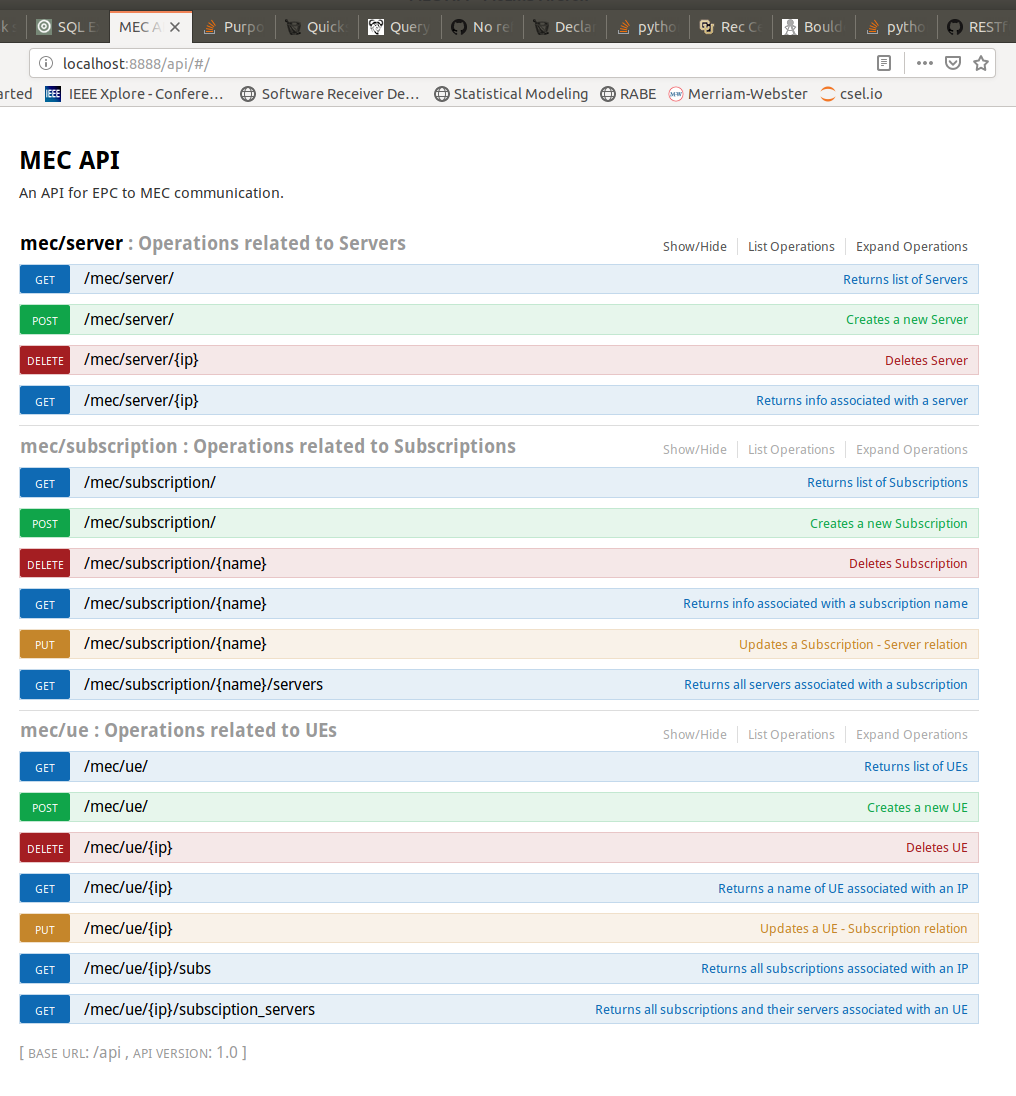 SQL E
MEC A
Purpo
Quick
Query
No re
Decla
pytho
Rec Ce
Bould
pytho
RESTf
localhost:8888/api/#/
arted
IEEE
IEEE Xplore - Confere…
Software Receiver De…
Statistical Modeling
RABE
Merriam-Webster
csel.io
MEC API
An API for EPC to MEC communication.
mec/server : Operations related to Servers Show/Hide List Operations Expand Operations
GET /mec/server/ Returns list of Servers
POST /mec/server/ Creates a new Server
DELETE /mec/server/{ip} Deletes Server
GET /mec/server/{ip} Returns info associated with a server
mec/subscription : Operations related to Subscriptions Show/Hide List Operations Expand Operations
GET /mec/subscription/ Returns list of Subscriptions
POST /mec/subscription/ Creates a new Subscription
DELETE /mec/subscription/{name} Deletes Subscription
GET /mec/subscription/{name} Returns info associated with a subscription name
PUT /mec/subscription/{name} Updates a Subscription - Server relation
GET /mec/subscription/{name}/servers Returns all servers associated with a subscription
mec/ue : Operations related to UEs Show/Hide List Operations Expand Operations
GET /mec/ue/ Returns list of UEs
POST /mec/ue/ Creates a new UE
DELETE /mec/ue/{ip} Deletes UE
GET /mec/ue/{ip} Returns a name of UE associated with an IP
PUT /mec/ue/{ip} Updates a UE - Subscription relation
GET /mec/ue/{ip}/subs Returns all subscriptions associated with an IP
GET /mec/ue/{ip}/subsciption_servers Returns all subscriptions and their servers associated with an UE
[ BASE URL: /api , API VERSION: 1.0 ]